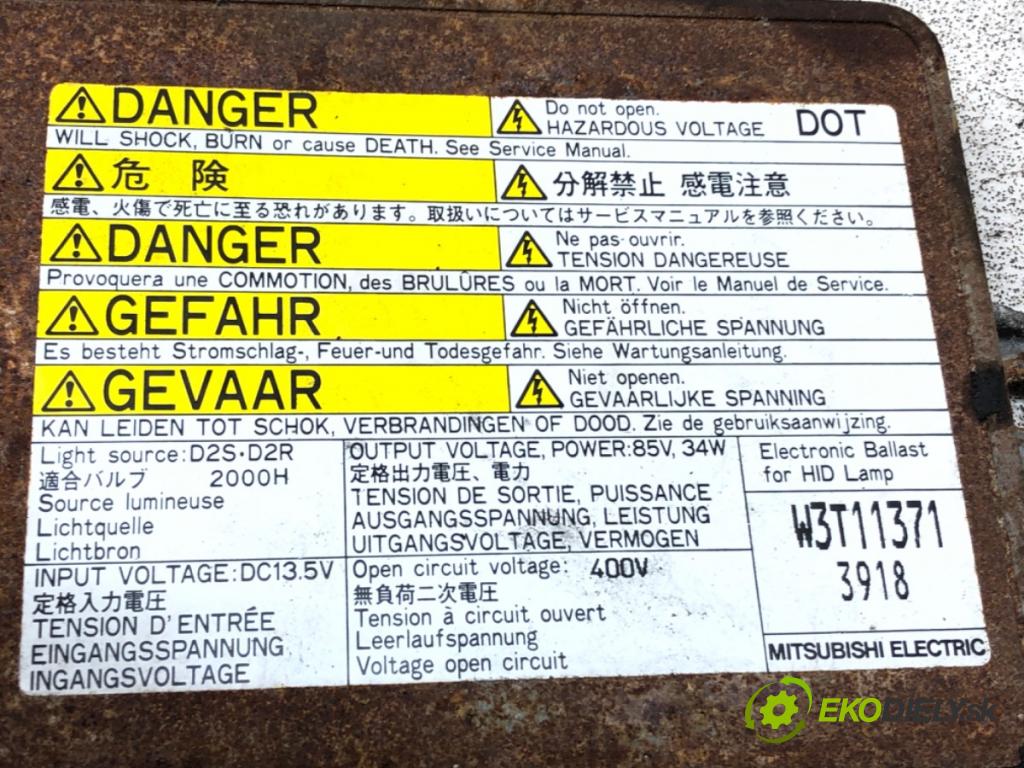 DANGER
Do not open.
HAZARDOUS VOLTAGE
DOT
WILL SHOCK, BURN or cause DEATH. See Service Manual.
危 険
分解禁止 感電注意
感電、火傷で死亡に至る恐れがあります。取扱いについてはサービスマニュアルを参照ください。
DANGER
Ne pas ouvrir.
TENSION DANGEREUSE
Provoquera une COMMOTION, des BRULÛRES ou la MORT. Voir le Manuel de Service.
GEFAHR
Nicht öffnen.
GEFÄHRLICHE SPANNUNG
Es besteht Stromschlag-, Feuer-und Todesgefahr. Siehe Wartungsanleitung.
GEVAAR
Niet openen.
GEVAARLIJKE SPANNING
KAN LEIDEN TOT SCHOK, VERBRANDINGEN OF DOOD. Zie de gebruiksaanwijzing.
Light source:D2S・D2R
適合バルブ 2000H
Source lumineuse
Lichtquelle
Lichtbron
OUTPUT VOLTAGE, POWER:85V, 34W
定格出力電圧、電力
TENSION DE SORTIE, PUISSANCE
AUSGANGSSPANNUNG, LEISTUNG
UITGANGSVOLTAGE, VERMOGEN
Electronic Ballast
for HID Lamp
W3T11371
3918
MITSUBISHI ELECTRIC
INPUT VOLTAGE:DC13.5V
定格入力電圧
TENSION D'ENTRÉE
EINGANGSSPANNUNG
INGANGSVOLTAGE
Open circuit voltage: 400V
無負荷二次電圧
Tension à circuit ouvert
Leerlaufspannung
Voltage open circuit
EKODIELY.sk